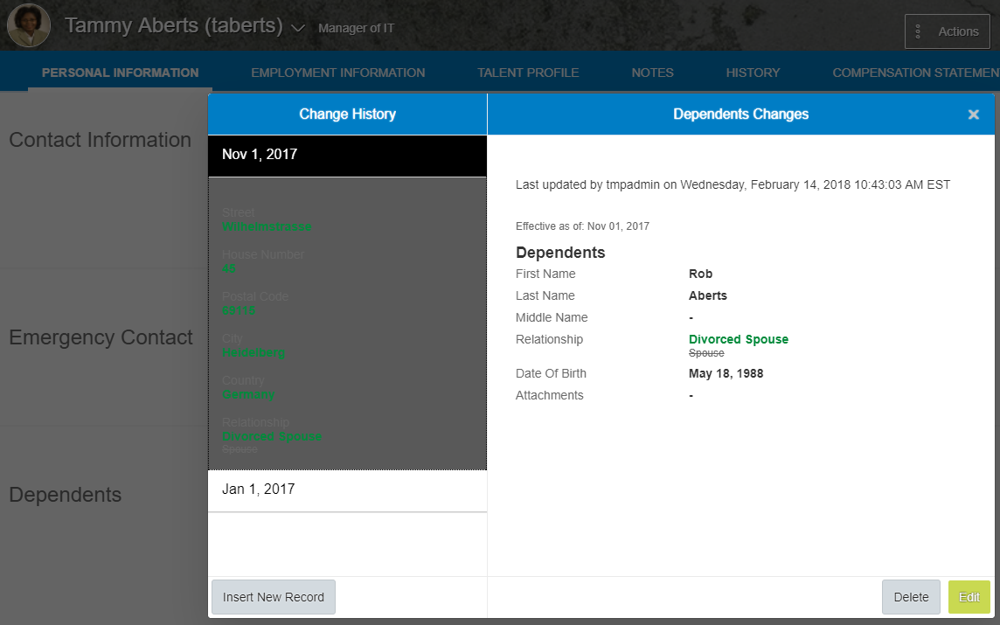 Tammy Aberts (taberts)
Manager of IT
Actions
PERSONAL INFORMATION
EMPLOYMENT INFORMATION
TALENT PROFILE
NOTES
HISTORY
COMPENSATION STATEMEN
Contact Information
Emergency Contact
Dependents
Change History
Nov 1, 2017
Street
Wilhelmstrasse
House Number
45
Postal Code
City
Heidelberg
Country
Germany
Relationship
Divorced Spouse
Spouse
Jan 1, 2017
Insert New Record
Dependents Changes
Last updated by tmpadmin on Wednesday, February 14, 2018 10:43:03 AM EST
Effective as of: Nov 01, 2017
Dependents
First Name Rob
Last Name Aberts
Middle Name -
Relationship Divorced Spouse
Spouse
Date Of Birth May 18, 1988
Attachments -
Delete
Edit